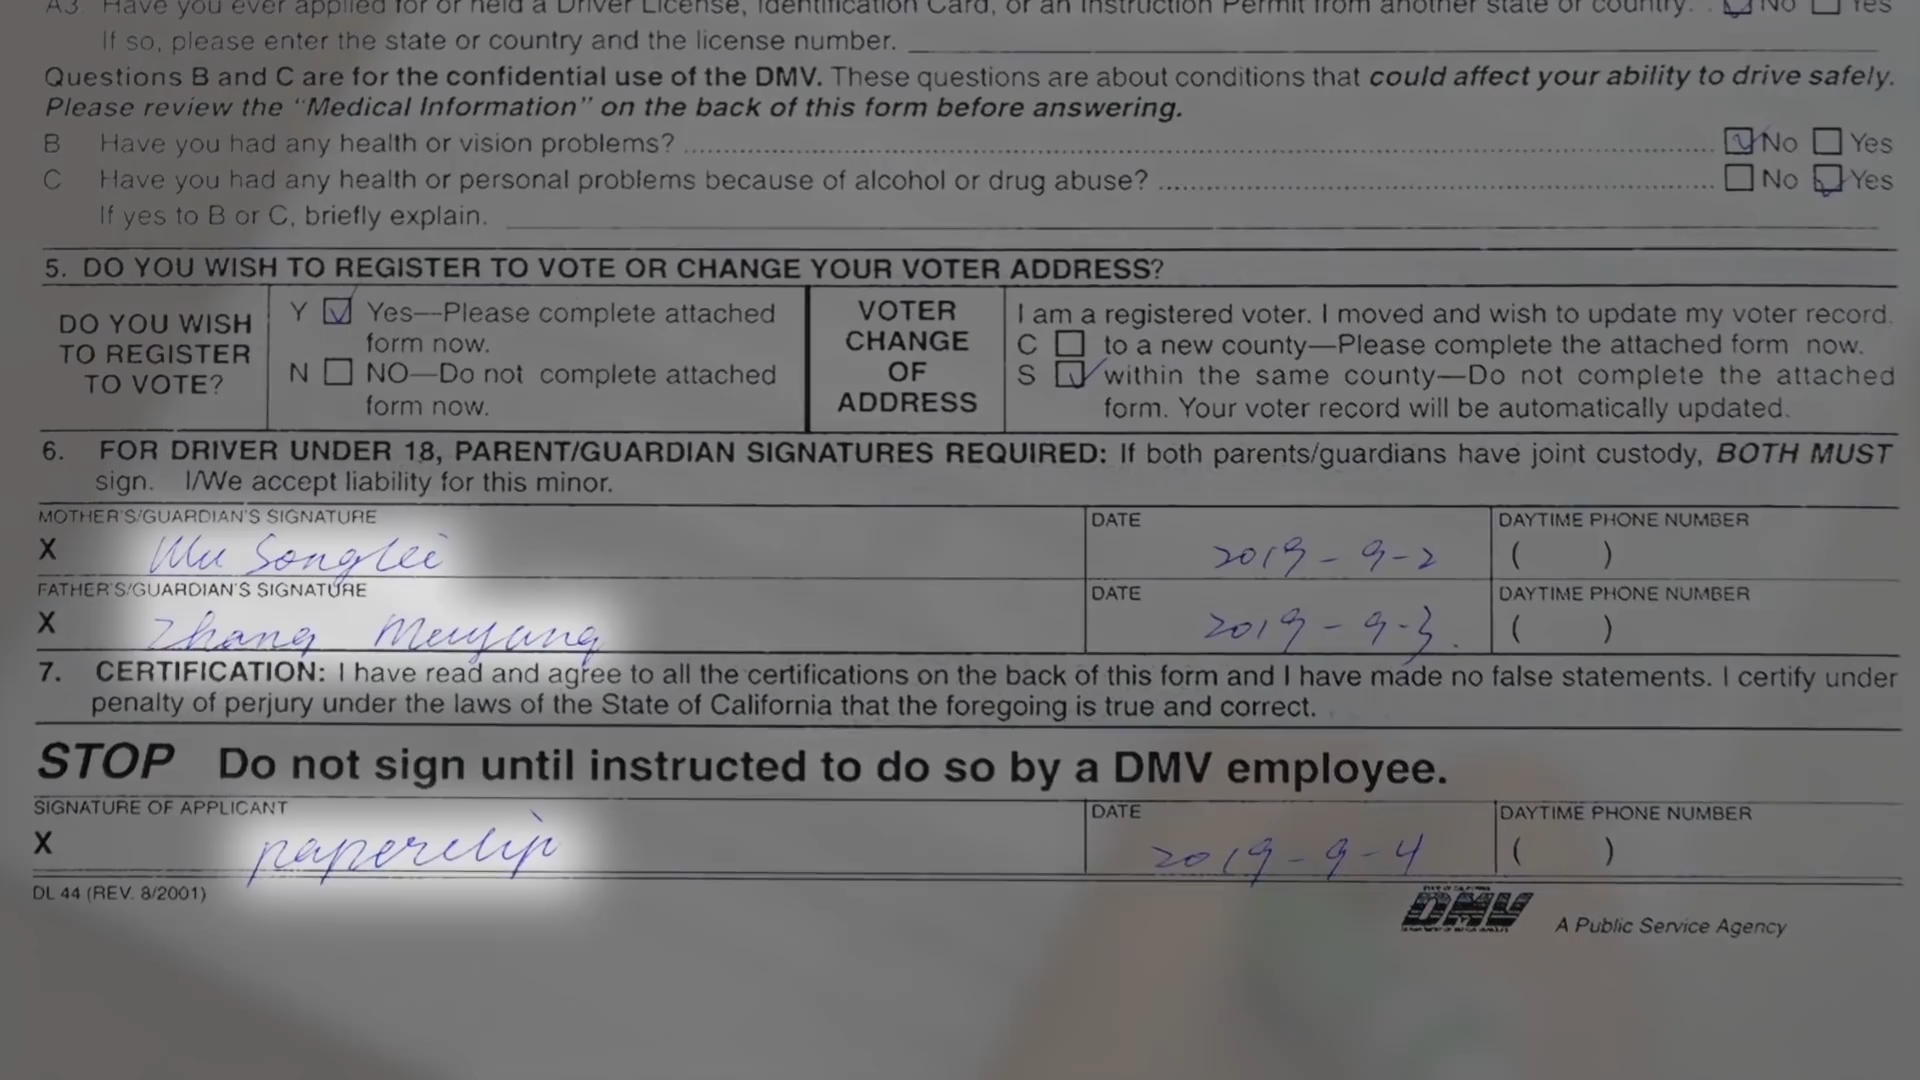 A3 Have you ever applied for or held a Driver License, Identification Card, or an Instruction Permit from another state or country. No Yes
If so, please enter the state or country and the license number.
Questions B and C are for the confidential use of the DMV. These questions are about conditions that could affect your ability to drive safely.
Please review the "Medical Information" on the back of this form before answering.
B Have you had any health or vision problems? No Yes
C Have you had any health or personal problems because of alcohol or drug abuse? No Yes
If yes to B or C, briefly explain.
5. DO YOU WISH TO REGISTER TO VOTE OR CHANGE YOUR VOTER ADDRESS?
DO YOU WISH
TO REGISTER
TO VOTE?
Y Yes—Please complete attached
form now.
N NO—Do not complete attached
form now.
VOTER
CHANGE
OF
ADDRESS
I am a registered voter. I moved and wish to update my voter record.
C to a new county—Please complete the attached form now.
S within the same county—Do not complete the attached
form. Your voter record will be automatically updated.
6. FOR DRIVER UNDER 18, PARENT/GUARDIAN SIGNATURES REQUIRED: If both parents/guardians have joint custody, BOTH MUST
sign. I/We accept liability for this minor.
MOTHER'S/GUARDIAN'S SIGNATURE DATE DAYTIME PHONE NUMBER
X Wu Songlei 2019-9-2 ( )
FATHER'S/GUARDIAN'S SIGNATURE DATE DAYTIME PHONE NUMBER
X Zhang Meiyang 2019-9-3. ( )
7. CERTIFICATION: I have read and agree to all the certifications on the back of this form and I have made no false statements. I certify under
penalty of perjury under the laws of the State of California that the foregoing is true and correct.
STOP Do not sign until instructed to do so by a DMV employee.
SIGNATURE OF APPLICANT DATE DAYTIME PHONE NUMBER
X paperclip 2019-9-4 ( )
DL 44 (REV. 8/2001)
DMV A Public Service Agency